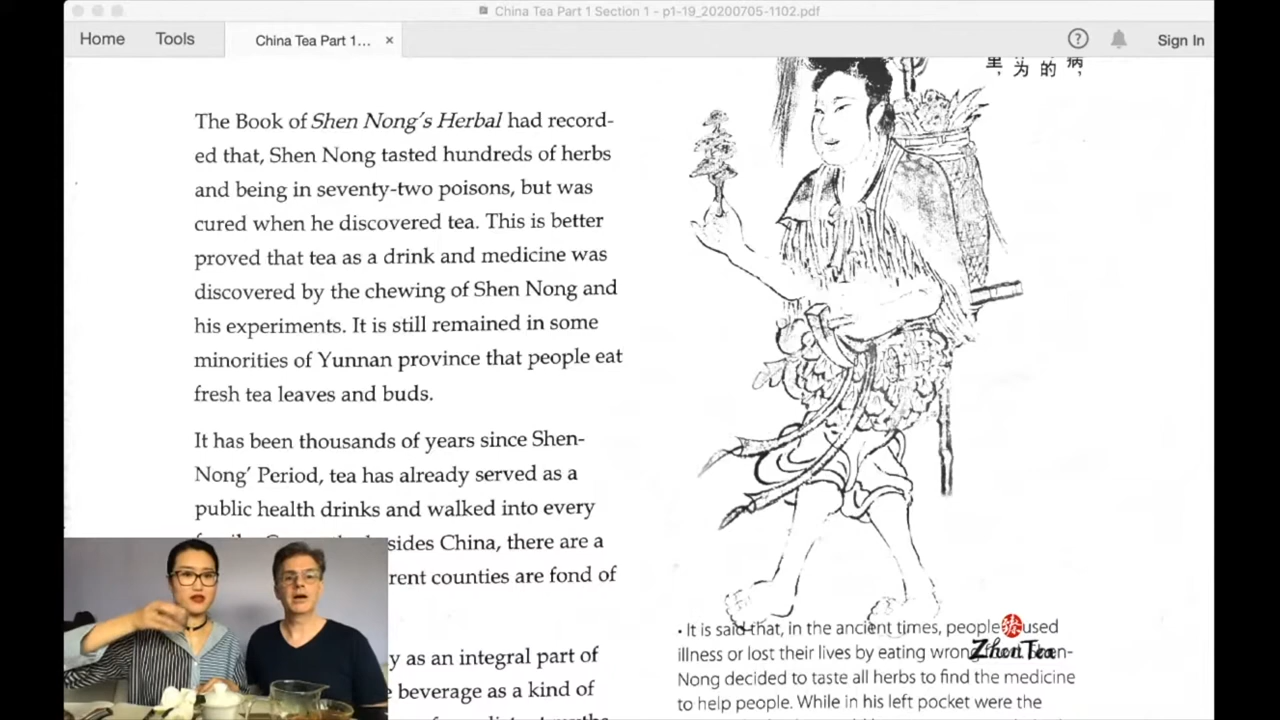 China Tea Part 1 Section 1 - p1-19_20200705-1102.pdf
Home
Tools
China Tea Part 1...
×
?
Sign In
The Book of Shen Nong's Herbal had record-
ed that, Shen Nong tasted hundreds of herbs
and being in seventy-two poisons, but was
cured when he discovered tea. This is better
proved that tea as a drink and medicine was
discovered by the chewing of Shen Nong and
his experiments. It is still remained in some
minorities of Yunnan province that people eat
fresh tea leaves and buds.
It has been thousands of years since Shen-
Nong' Period, tea has already served as a
public health drinks and walked into every
sides China, there are a
rent counties are fond of
y as an integral part of
beverage as a kind of
病,
的
为
里,
• It is said that, in the ancient times, people used
illness or lost their lives by eating wrong
Nong decided to taste all herbs to find the medicine
to help people. While in his left pocket were the
Zhen Tea